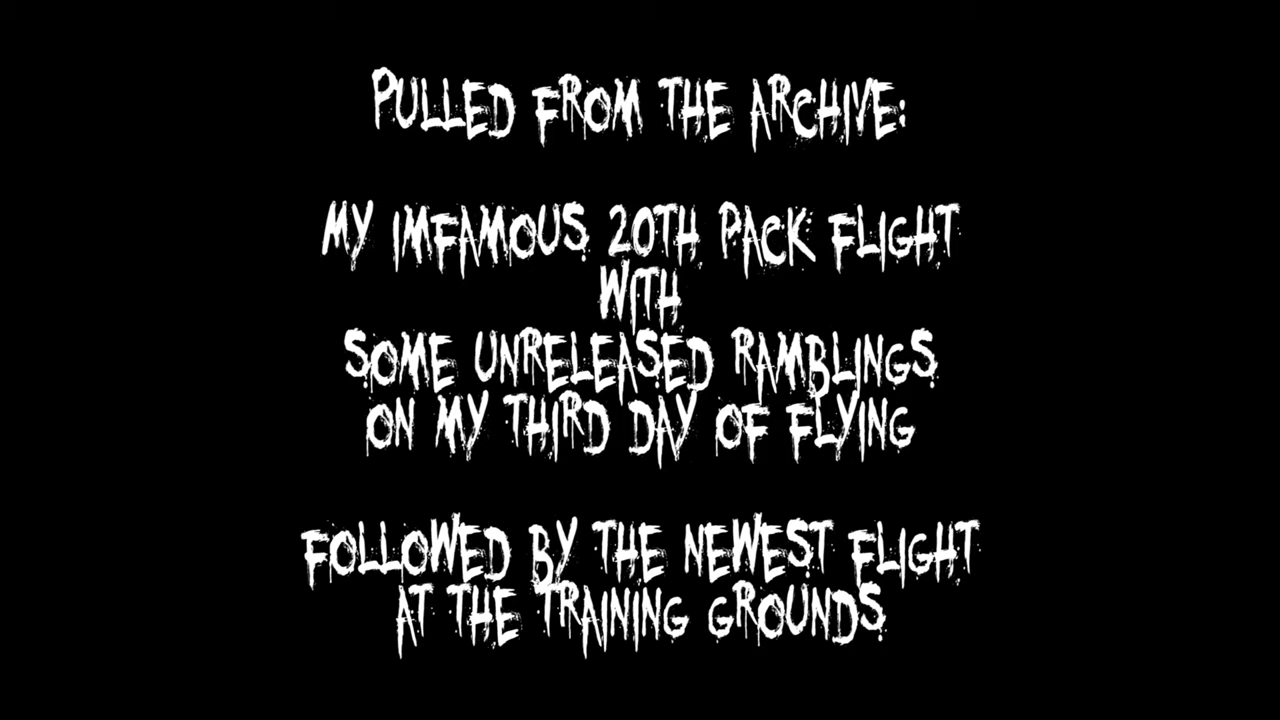 PULLED FROM THE ARCHIVE:
MY IMFAMOUS 20TH PACK FLIGHT
WITH
SOME UNRELEASED RAMBLINGS
ON MY THIRD DAY OF FLYING
FOLLOWED BY THE NEWEST FLIGHT
AT THE TRAINING GROUNDS